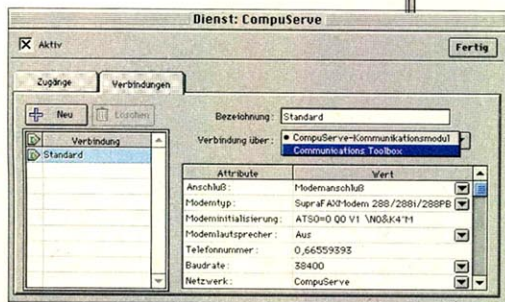 Dienst: CompuServe
Aktiv
Fertig
Zugänge
Verbindungen
Neu
Löschen
Bezeichnung:
Standard
Verbindung über:
• CompuServe-Kommunikationsmodul
Communications Toolbox
Verbindung
Standard
Attribute
Wert
Anschluß:
Modemanschluß
Modemtyp:
SupraFAXModem 288/288i/288PB
Modeminitialisierung:
ATS0=0 Q0 V1 \N0&K4^M
Modemlautsprecher:
Aus
Telefonnummer:
0,66559393
Baudrate:
38400
Netzwerk:
CompuServe